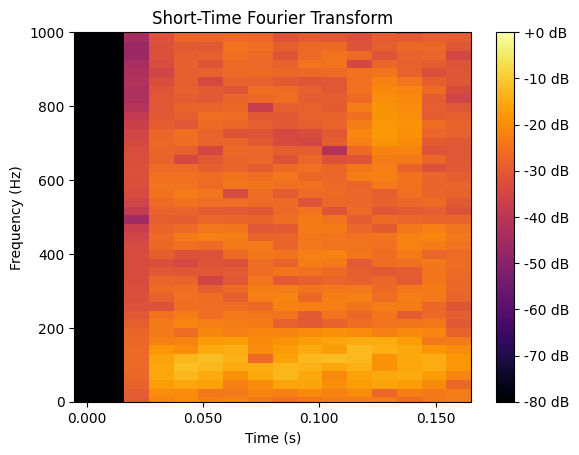 Short-Time Fourier Transform
Frequency (Hz)
1000
800
600
400
200
0
0.000
0.050
0.100
0.150
Time (s)
+0 dB
-10 dB
-20 dB
-30 dB
-40 dB
-50 dB
-60 dB
-70 dB
-80 dB